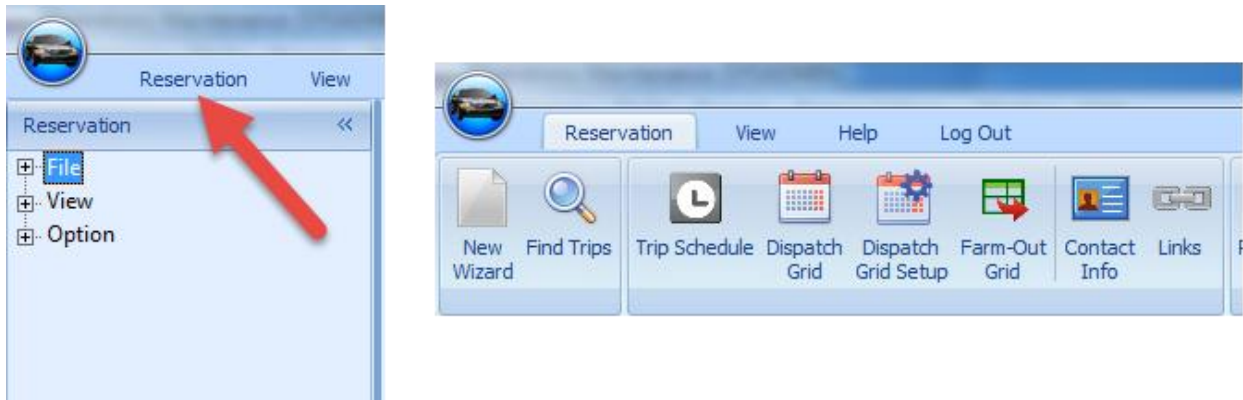 Reservation View
Reservation
File
View
Option
Reservation View Help Log Out
New Wizard
Find Trips
Trip Schedule
Dispatch Grid
Dispatch Grid Setup
Farm-Out Grid
Contact Info
Links